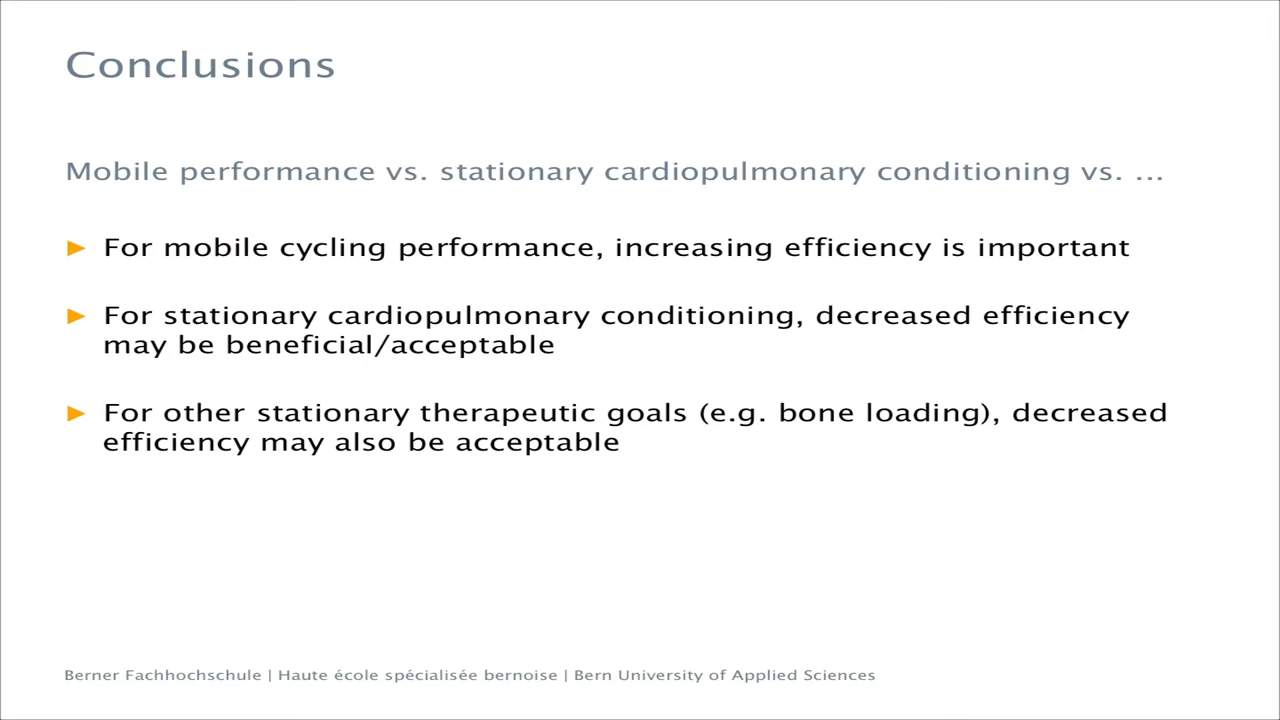 Conclusions
Mobile performance vs. stationary cardiopulmonary conditioning vs. ...
► For mobile cycling performance, increasing efficiency is important
► For stationary cardiopulmonary conditioning, decreased efficiency
may be beneficial/acceptable
► For other stationary therapeutic goals (e.g. bone loading), decreased
efficiency may also be acceptable
Berner Fachhochschule | Haute école spécialisée bernoise | Bern University of Applied Sciences